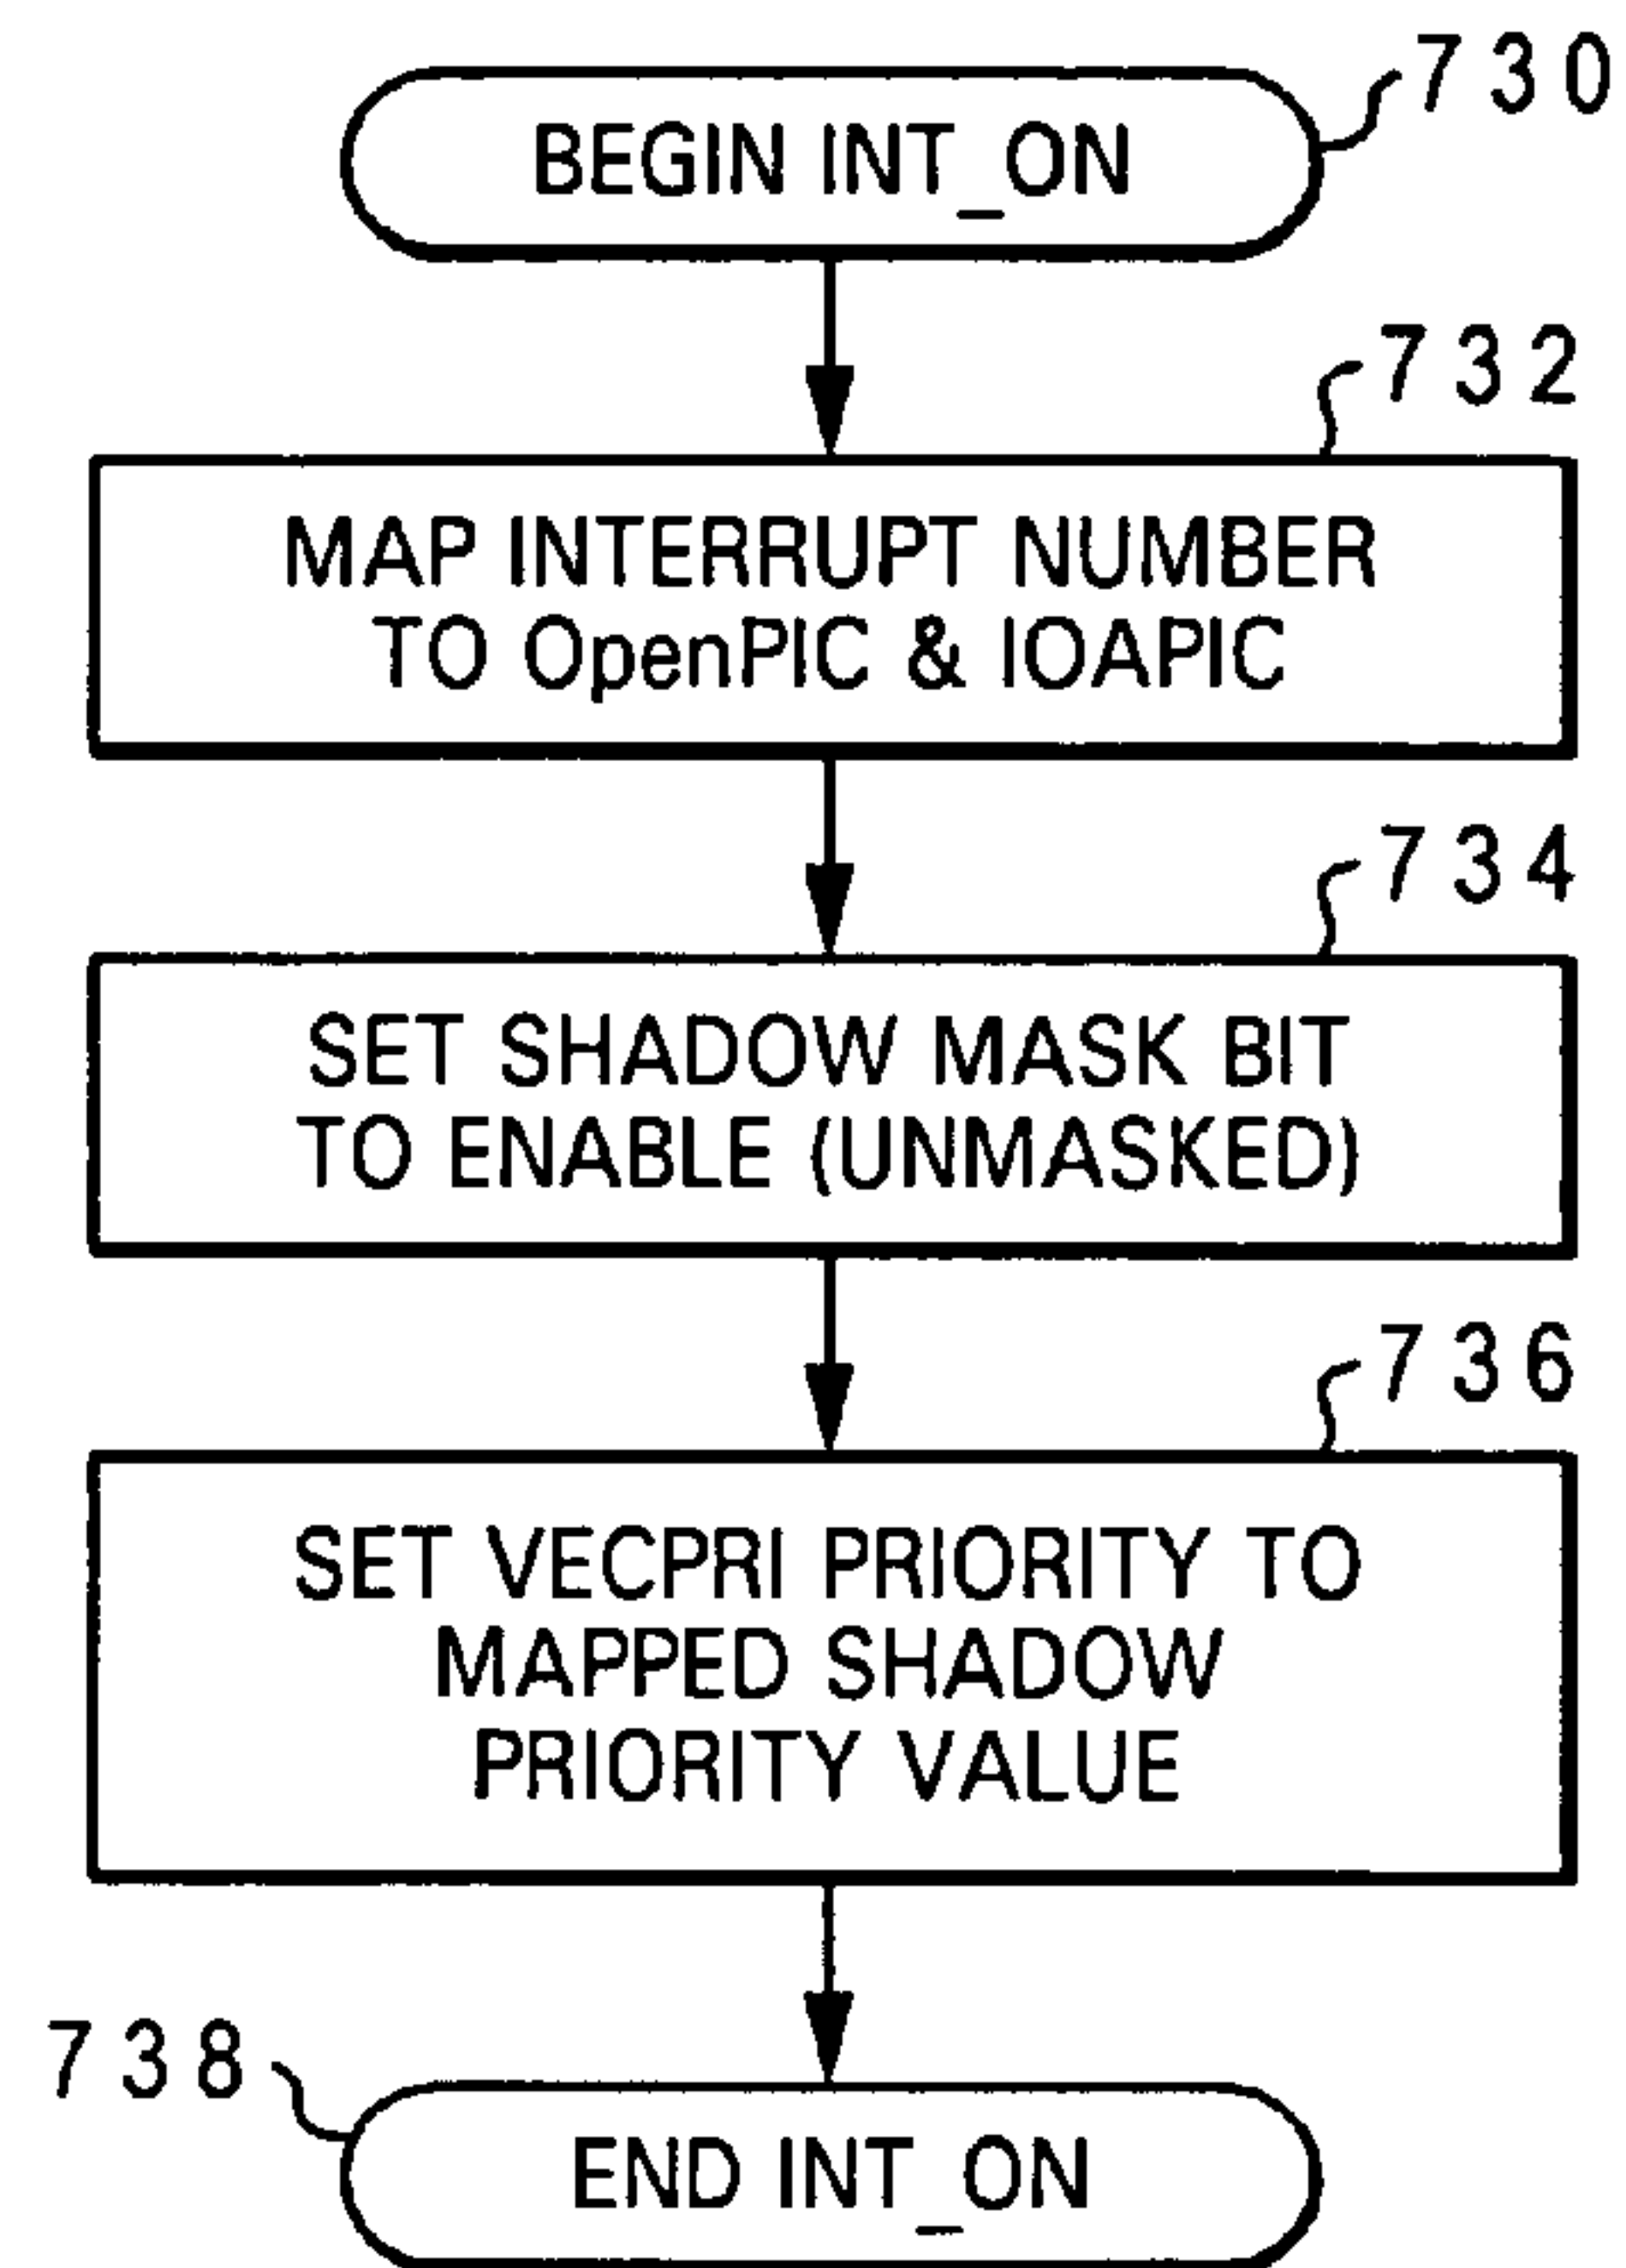 730
BEGIN INT_ON
732
MAP INTERRUPT NUMBER
TO OpenPIC & IOAPIC
734
SET SHADOW MASK BIT
TO ENABLE (UNMASKED)
736
SET VECPRI PRIORITY TO
MAPPED SHADOW
PRIORITY VALUE
738
END INT_ON